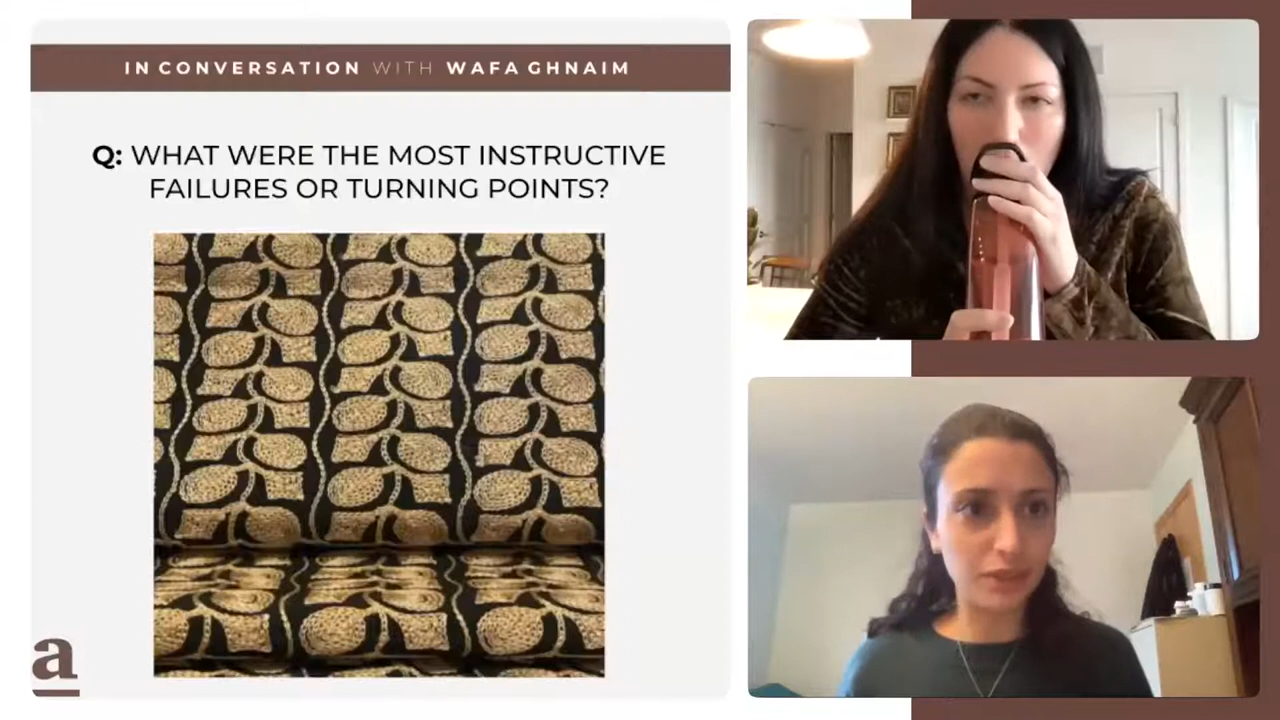 IN CONVERSATION WITH WAFA GHNAIM
Q: WHAT WERE THE MOST INSTRUCTIVE
FAILURES OR TURNING POINTS?
a